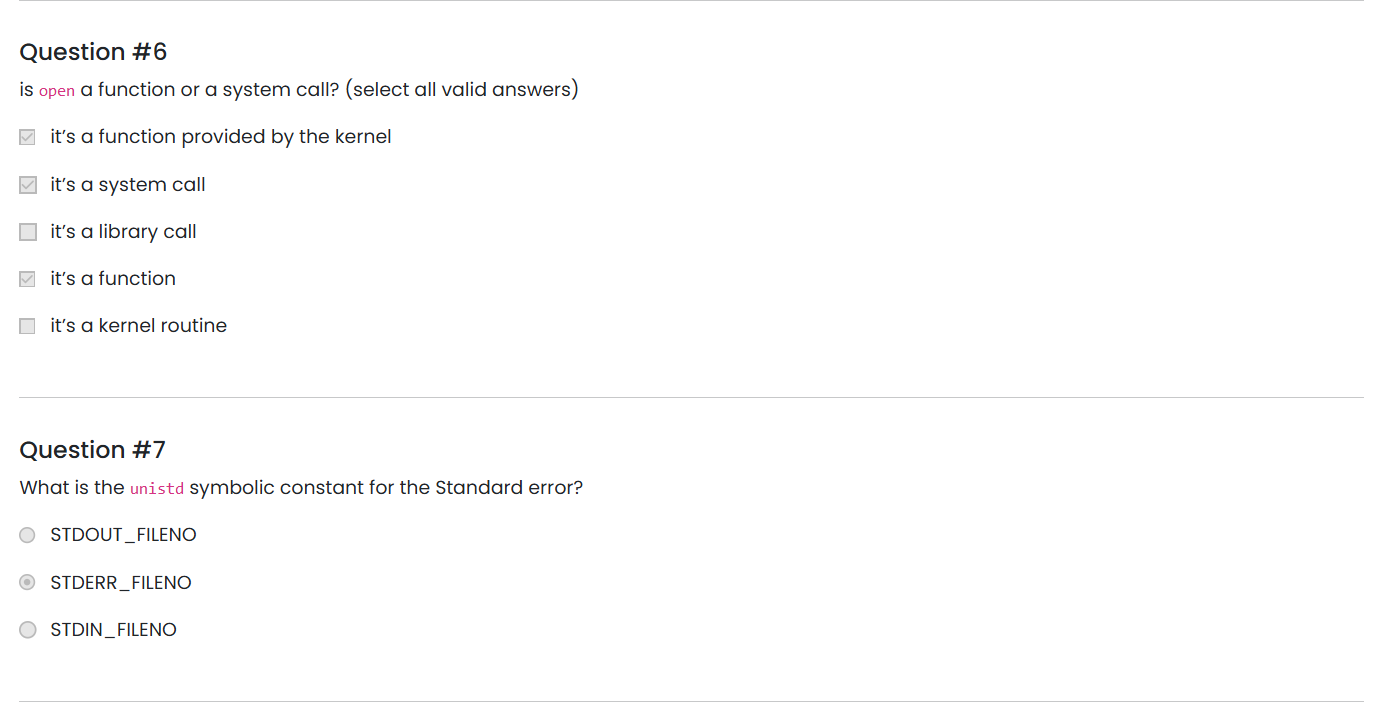 Question #6
is open a function or a system call? (select all valid answers)
it’s a function provided by the kernel
it’s a system call
it’s a library call
it’s a function
it’s a kernel routine
Question #7
What is the unistd symbolic constant for the Standard error?
STDOUT_FILENO
STDERR_FILENO
STDIN_FILENO